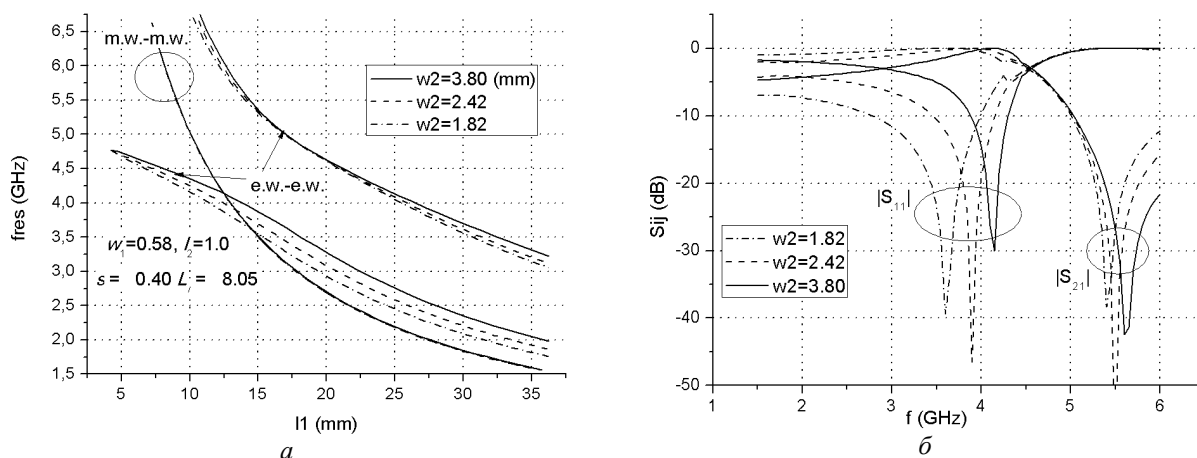 6,5
6,0
5,5
5,0
4,5
4,0
3,5
3,0
2,5
2,0
1,5
fres (GHz)
m.w.-m.w.
w2=3.80 (mm)
w2=2.42
w2=1.82
e.w.-e.w.
w₁=0.58, l₂=1.0
s = 0.40 L = 8.05
5 10 15 20 25 30 35
l1 (mm)
а
0
-10
-20
-30
-40
-50
Sij (dB)
|S₁₁|
|S₂₁|
w2=1.82
w2=2.42
w2=3.80
1 2 3 4 5 6
f (GHz)
б